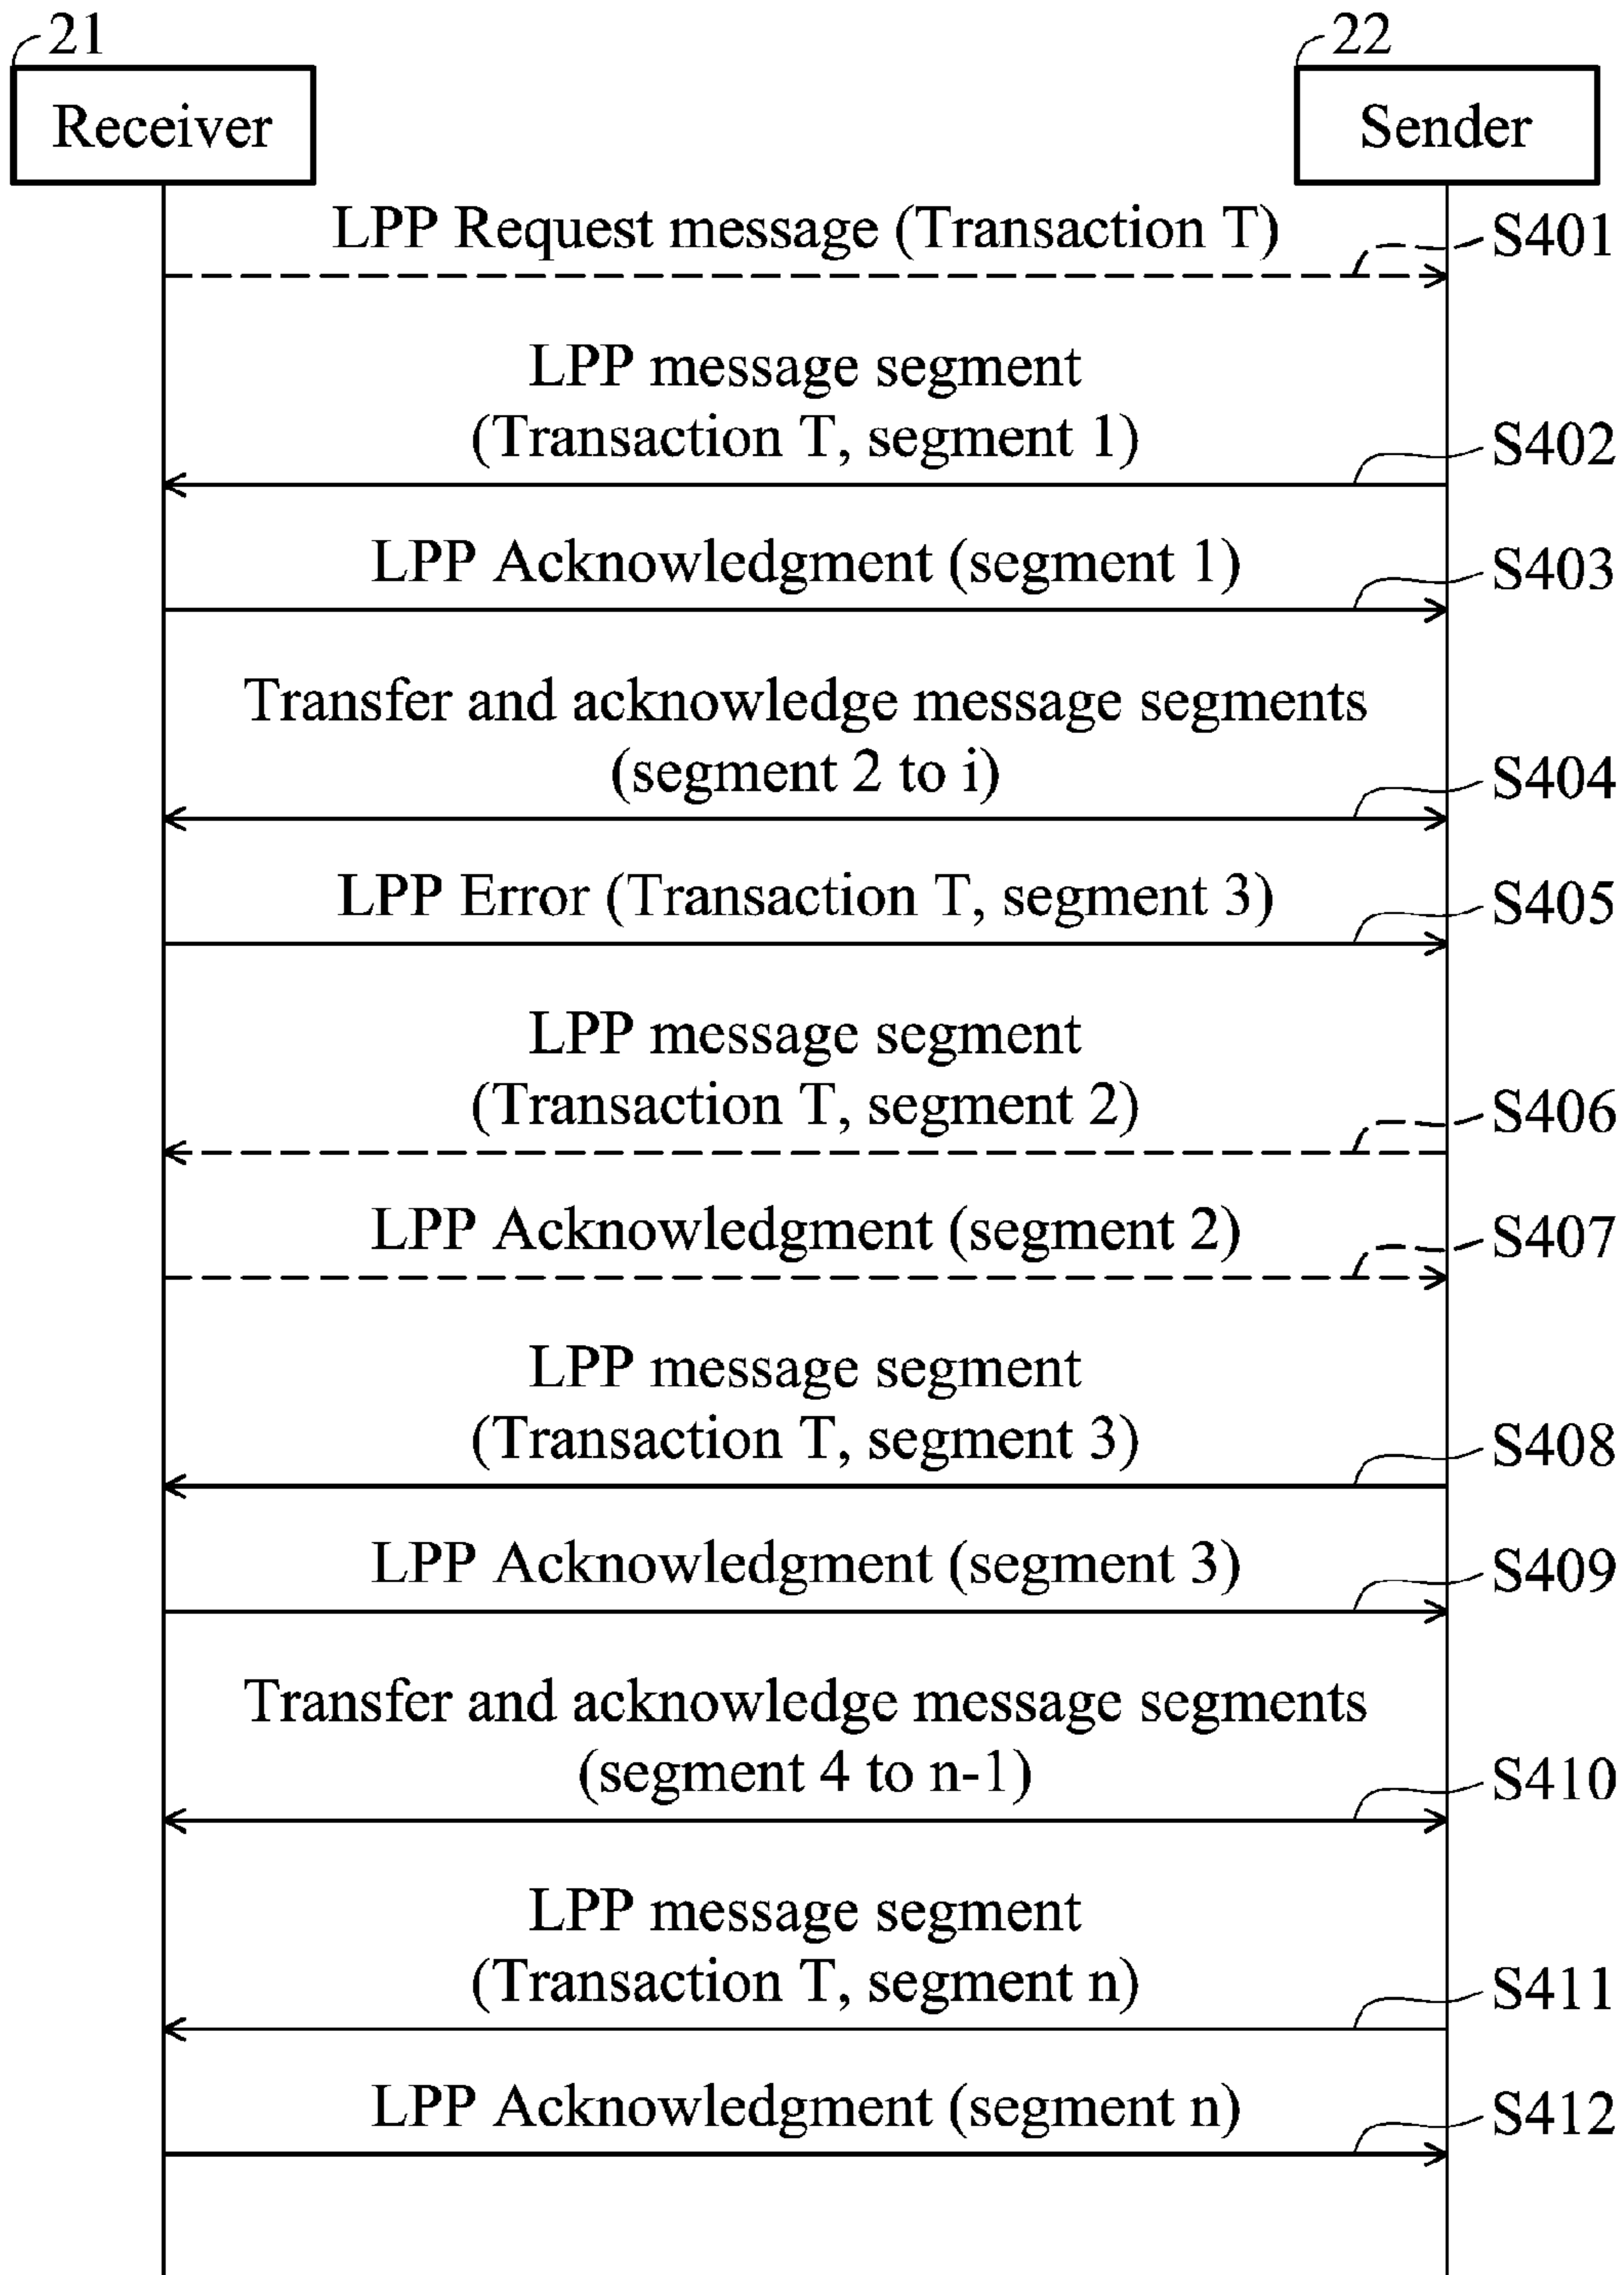 21
22
Receiver
Sender
LPP Request message (Transaction T)
S401
LPP message segment
(Transaction T, segment 1)
S402
LPP Acknowledgment (segment 1)
S403
Transfer and acknowledge message segments
(segment 2 to i)
S404
LPP Error (Transaction T, segment 3)
S405
LPP message segment
(Transaction T, segment 2)
S406
LPP Acknowledgment (segment 2)
S407
LPP message segment
(Transaction T, segment 3)
S408
LPP Acknowledgment (segment 3)
S409
Transfer and acknowledge message segments
(segment 4 to n-1)
S410
LPP message segment
(Transaction T, segment n)
S411
LPP Acknowledgment (segment n)
S412